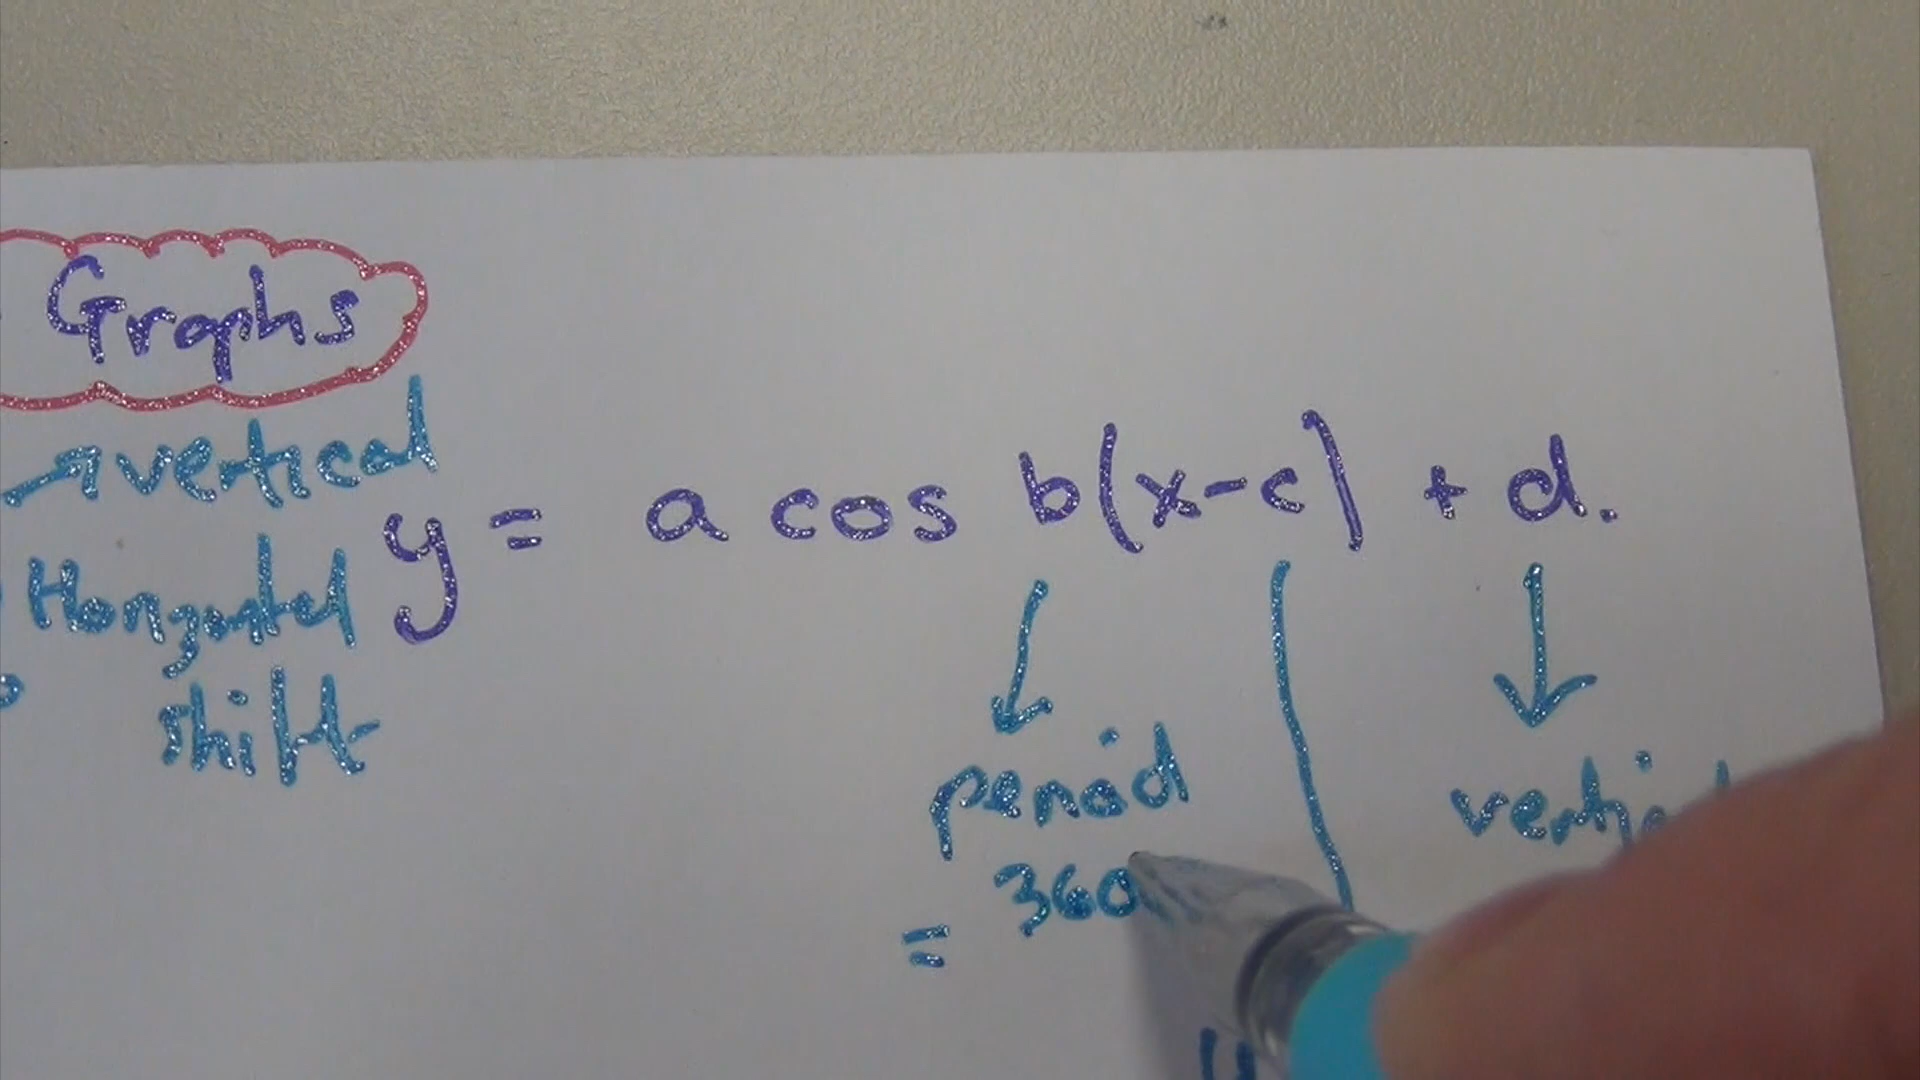 Graphs
vertical
Horizontal
shift
y = a cos b(x-c) + d.
period
= 360